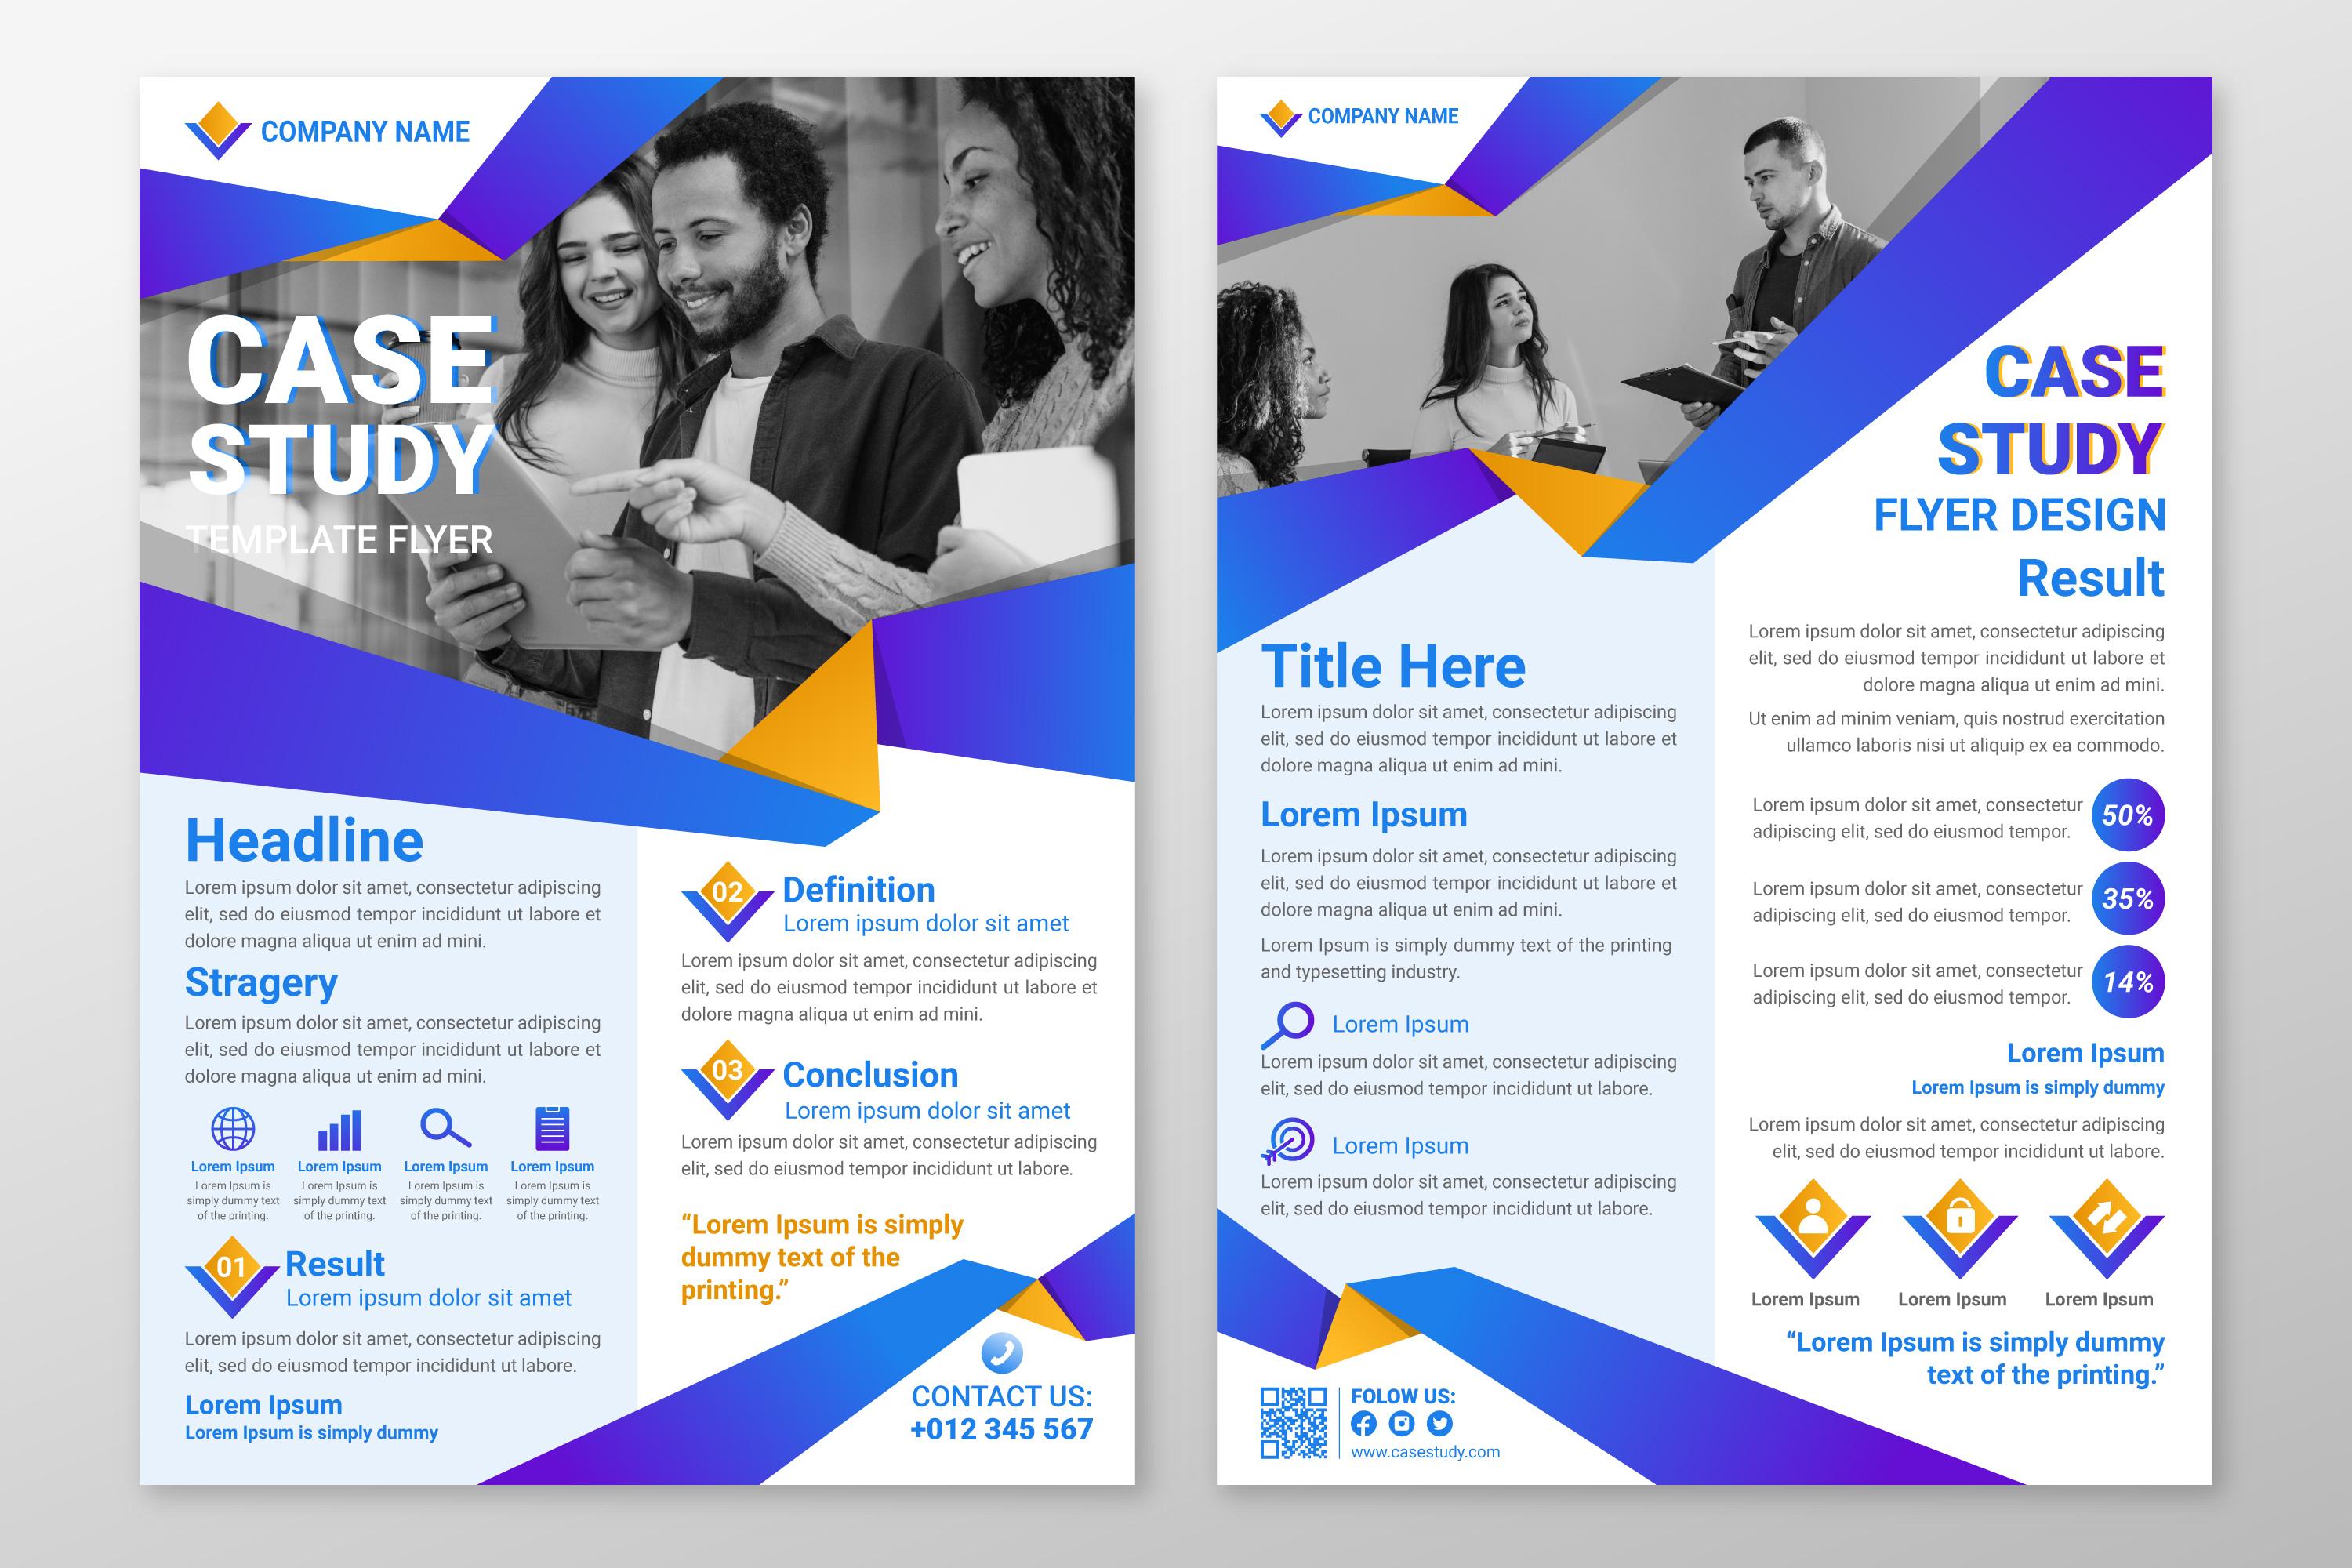 COMPANY NAME
CASE
STUDY
TEMPLATE FLYER
Headline
Lorem ipsum dolor sit amet, consectetur adipiscing
elit, sed do eiusmod tempor incididunt ut labore et
dolore magna aliqua ut enim ad mini.
Stragery
Lorem ipsum dolor sit amet, consectetur adipiscing
elit, sed do eiusmod tempor incididunt ut labore et
dolore magna aliqua ut enim ad mini.
Lorem Ipsum
Lorem Ipsum is
simply dummy text
of the printing.
Lorem Ipsum
Lorem Ipsum is
simply dummy text
of the printing.
Lorem Ipsum
Lorem Ipsum is
simply dummy text
of the printing.
Lorem Ipsum
Lorem Ipsum is
simply dummy text
of the printing.
01
Result
Lorem ipsum dolor sit amet
Lorem ipsum dolor sit amet, consectetur adipiscing
elit, sed do eiusmod tempor incididunt ut labore.
Lorem Ipsum
Lorem Ipsum is simply dummy
02
Definition
Lorem ipsum dolor sit amet
Lorem ipsum dolor sit amet, consectetur adipiscing
elit, sed do eiusmod tempor incididunt ut labore et
dolore magna aliqua ut enim ad mini.
03
Conclusion
Lorem ipsum dolor sit amet
Lorem ipsum dolor sit amet, consectetur adipiscing
elit, sed do eiusmod tempor incididunt ut labore.
“Lorem Ipsum is simply
dummy text of the
printing.”
CONTACT US:
+012 345 567
COMPANY NAME
CASE
STUDY
FLYER DESIGN
Result
Lorem ipsum dolor sit amet, consectetur adipiscing
elit, sed do eiusmod tempor incididunt ut labore et
dolore magna aliqua ut enim ad mini.
Ut enim ad minim veniam, quis nostrud exercitation
ullamco laboris nisi ut aliquip ex ea commodo.
Lorem ipsum dolor sit amet, consectetur
adipiscing elit, sed do eiusmod tempor.
50%
Lorem ipsum dolor sit amet, consectetur
adipiscing elit, sed do eiusmod tempor.
35%
Lorem ipsum dolor sit amet, consectetur
adipiscing elit, sed do eiusmod tempor.
14%
Lorem Ipsum
Lorem Ipsum is simply dummy
Lorem ipsum dolor sit amet, consectetur adipiscing
elit, sed do eiusmod tempor incididunt ut labore.
Lorem Ipsum
Lorem Ipsum
Lorem Ipsum
“Lorem Ipsum is simply dummy
text of the printing.”
Title Here
Lorem ipsum dolor sit amet, consectetur adipiscing
elit, sed do eiusmod tempor incididunt ut labore et
dolore magna aliqua ut enim ad mini.
Lorem Ipsum
Lorem ipsum dolor sit amet, consectetur adipiscing
elit, sed do eiusmod tempor incididunt ut labore et
dolore magna aliqua ut enim ad mini.
Lorem Ipsum is simply dummy text of the printing
and typesetting industry.
Lorem Ipsum
Lorem ipsum dolor sit amet, consectetur adipiscing
elit, sed do eiusmod tempor incididunt ut labore.
Lorem Ipsum
Lorem ipsum dolor sit amet, consectetur adipiscing
elit, sed do eiusmod tempor incididunt ut labore.
FOLOW US:
www.casestudy.com